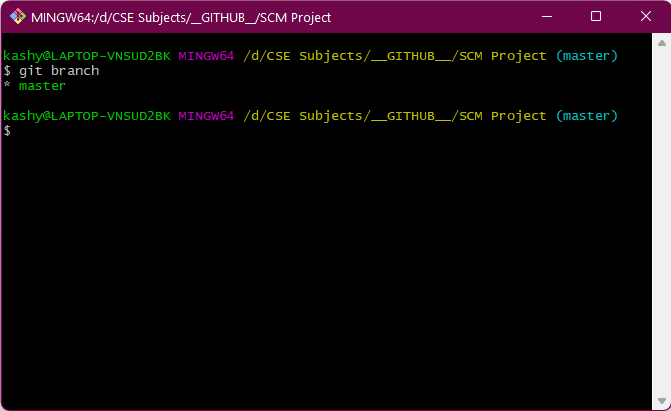 MINGW64:/d/CSE Subjects/__GITHUB__/SCM Project
kashy@LAPTOP-VNSUD2BK MINGW64 /d/CSE Subjects/__GITHUB__/SCM Project (master)
$ git branch
* master
kashy@LAPTOP-VNSUD2BK MINGW64 /d/CSE Subjects/__GITHUB__/SCM Project (master)
$